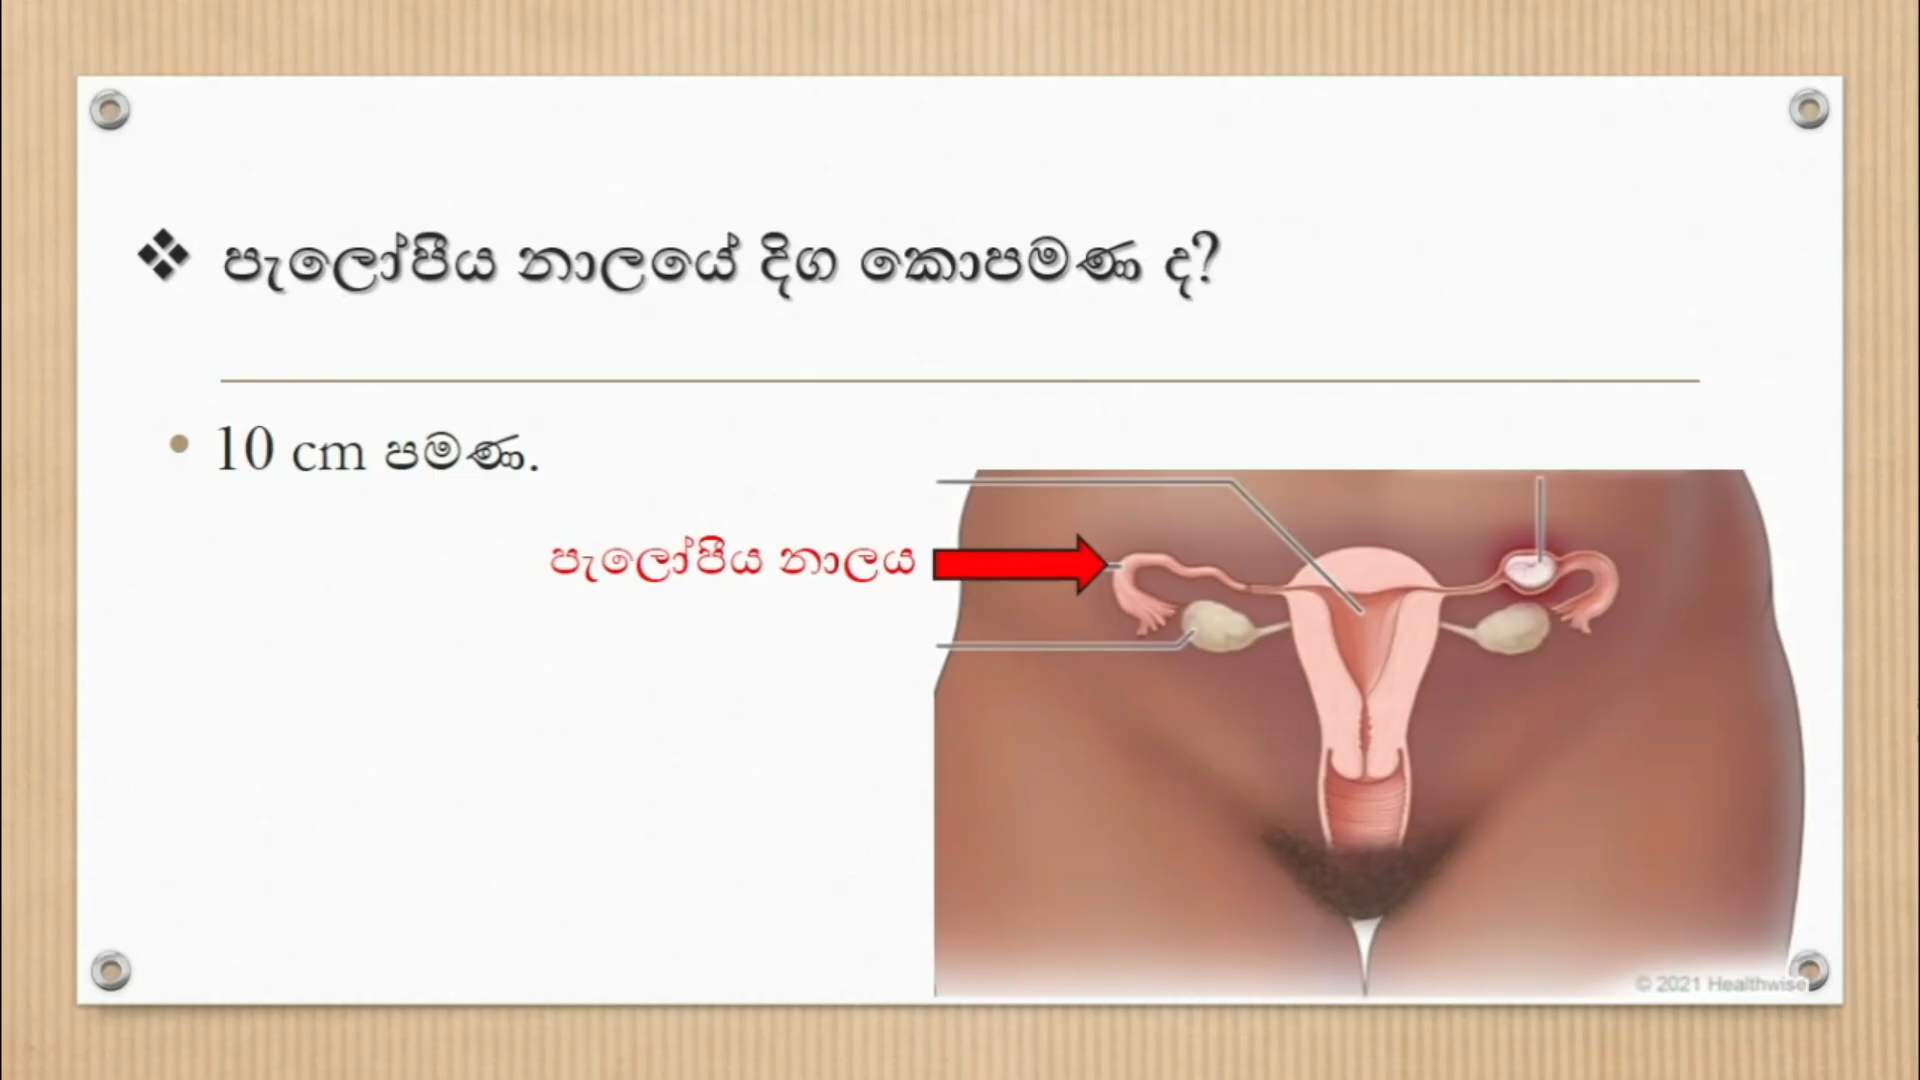 ❖ පැලෝපීය නාලයේ දිග කොපමණ ද?
• 10 cm පමණ.
පැලෝපීය නාලය
© 2021 Healthwise